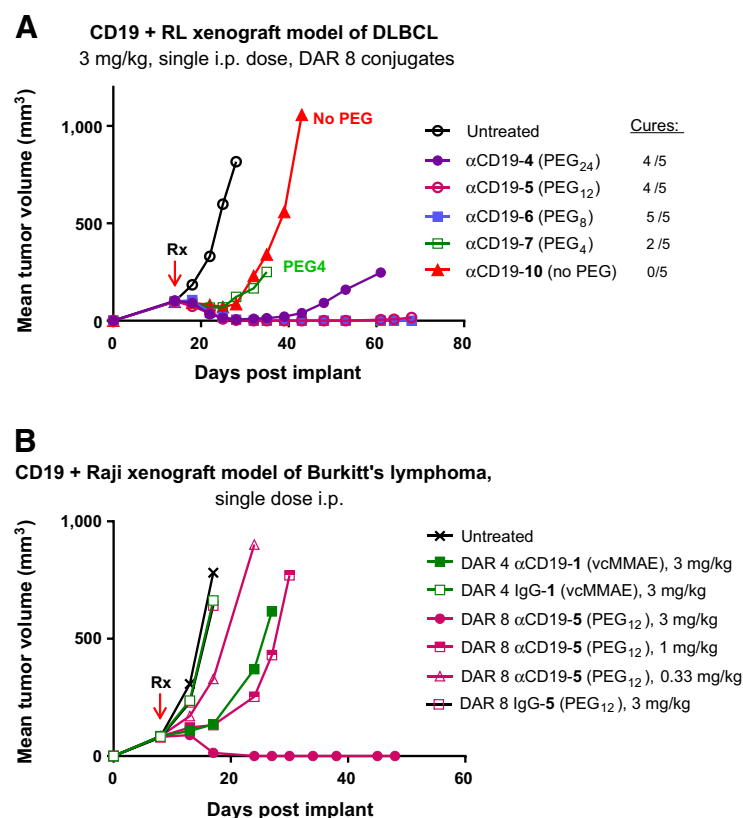 A
CD19 + RL xenograft model of DLBCL
3 mg/kg, single i.p. dose, DAR 8 conjugates
Mean tumor volume (mm³)
1,000
500
0
Rx
No PEG
PEG4
0 20 40 60 80
Days post implant
Cures:
Untreated
αCD19-4 (PEG₂₄) 4/5
αCD19-5 (PEG₁₂) 4/5
αCD19-6 (PEG₈) 5/5
αCD19-7 (PEG₄) 2/5
αCD19-10 (no PEG) 0/5
B
CD19 + Raji xenograft model of Burkitt's lymphoma,
single dose i.p.
Mean tumor volume (mm³)
1,000
500
0
Rx
0 20 40 60
Days post implant
Untreated
DAR 4 αCD19-1 (vcMMAE), 3 mg/kg
DAR 4 IgG-1 (vcMMAE), 3 mg/kg
DAR 8 αCD19-5 (PEG₁₂), 3 mg/kg
DAR 8 αCD19-5 (PEG₁₂), 1 mg/kg
DAR 8 αCD19-5 (PEG₁₂), 0.33 mg/kg
DAR 8 IgG-5 (PEG₁₂), 3 mg/kg